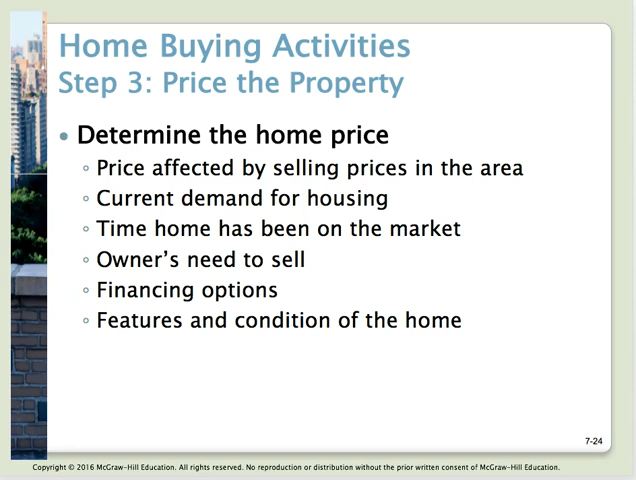 Home Buying Activities
Step 3: Price the Property
• Determine the home price
◦ Price affected by selling prices in the area
◦ Current demand for housing
◦ Time home has been on the market
◦ Owner's need to sell
◦ Financing options
◦ Features and condition of the home
7-24
Copyright © 2016 McGraw-Hill Education. All rights reserved. No reproduction or distribution without the prior written consent of McGraw-Hill Education.